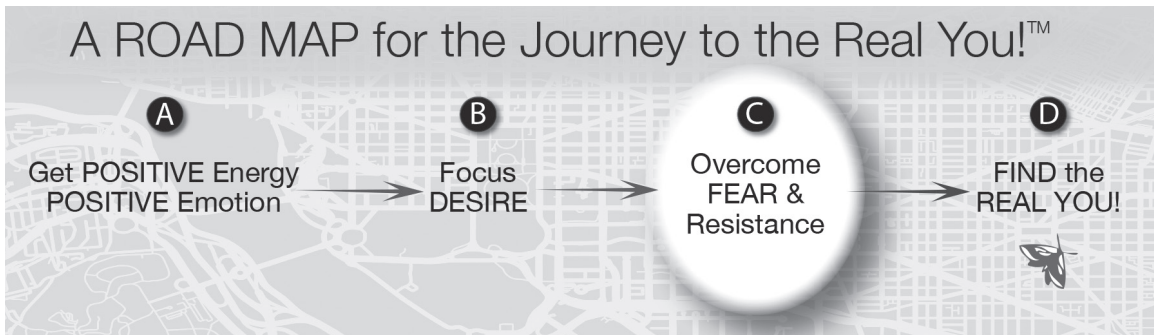 A ROAD MAP for the Journey to the Real You!™
A
Get POSITIVE Energy
POSITIVE Emotion
B
Focus
DESIRE
C
Overcome
FEAR &
Resistance
D
FIND the
REAL YOU!